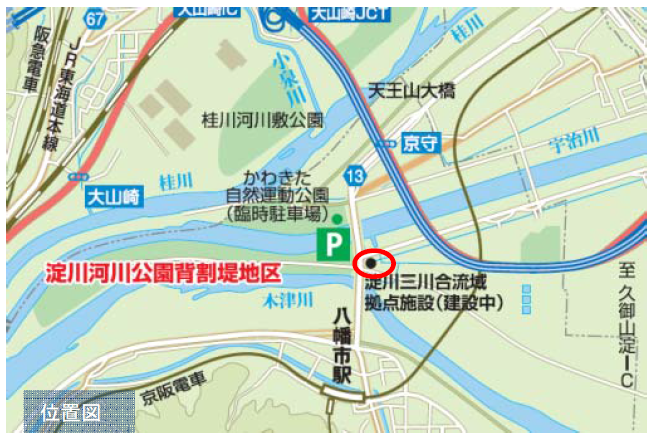 大山崎IC
大山崎JCT
67
阪急電車
JR東海道本線
小泉川
桂川
天王山大橋
桂川河川敷公園
京守
宇治川
大山崎
桂川
かわきた
自然運動公園
(臨時駐車場)
13
P
淀川河川公園背割堤地区
淀川三川合流域
拠点施設(建設中)
木津川
八幡市駅
至 久御山淀IC
京阪電車
位置図